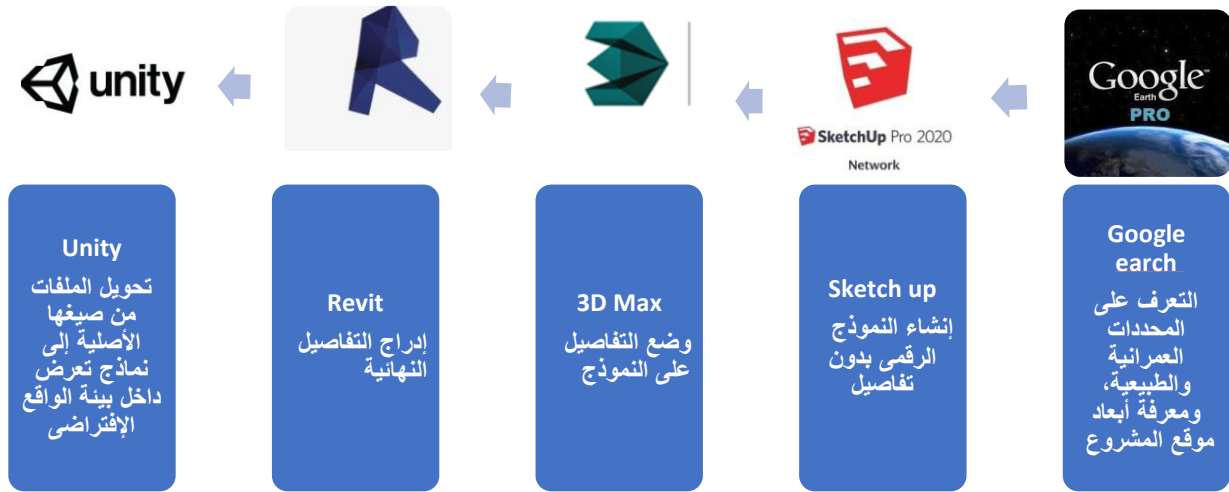 Google
Earth
PRO
SketchUp Pro 2020
Network
unity
Google
earch
التعرف على
المحددات
العمرانية
والطبيعية،
ومعرفة أبعاد
موقع المشروع
Sketch up
إنشاء النموذج
الرقمى بدون
تفاصيل
3D Max
وضع التفاصيل
على النموذج
Revit
إدراج التفاصيل
النهائية
Unity
تحويل الملفات
من صيغها
الأصلية إلى
نماذج تعرض
داخل بيئة الواقع
الإفتراضى